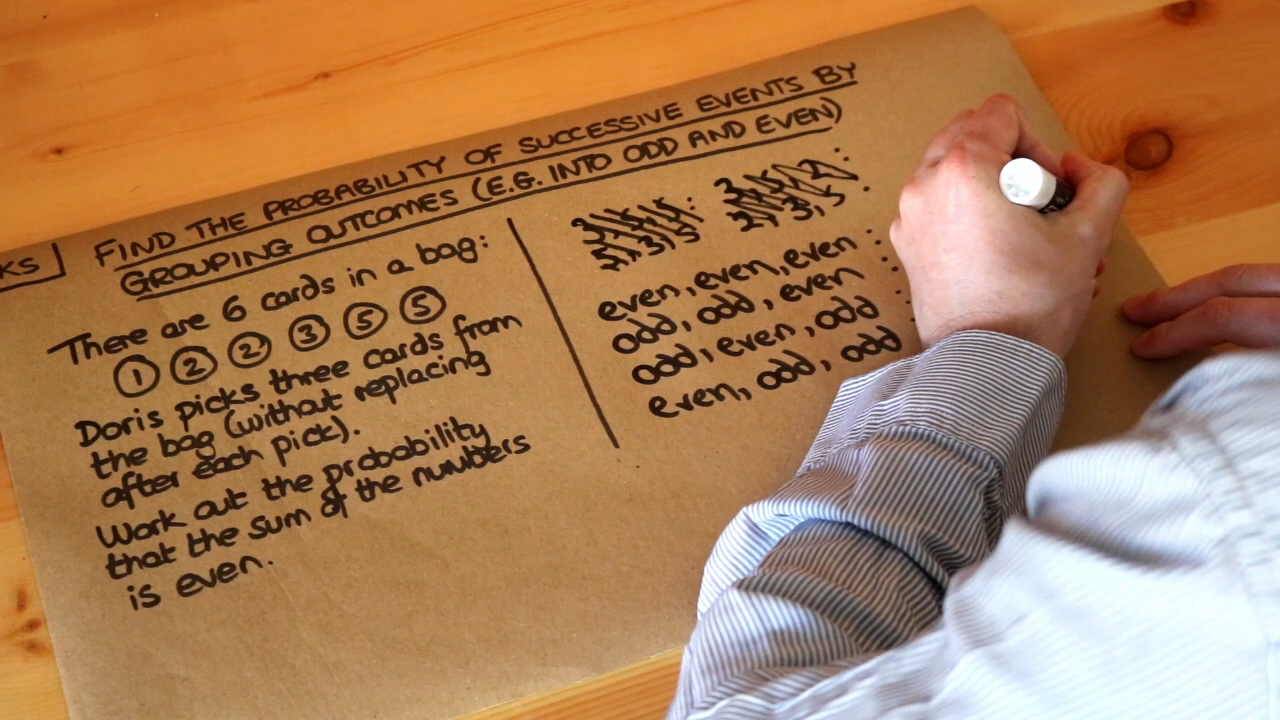 KS
FIND THE PROBABILITY OF SUCCESSIVE EVENTS BY
GROUPING OUTCOMES (E.G. INTO ODD AND EVEN)
There are 6 cards in a bag:
1 2 2 3 5 5
Doris picks three cards from
the bag (without replacing
after each pick).
Work out the probability
that the sum of the numbers
is even.
: :
2, 3, 5 :
even, even, even :
odd, odd, even :
odd, even, odd :
even, odd, odd :